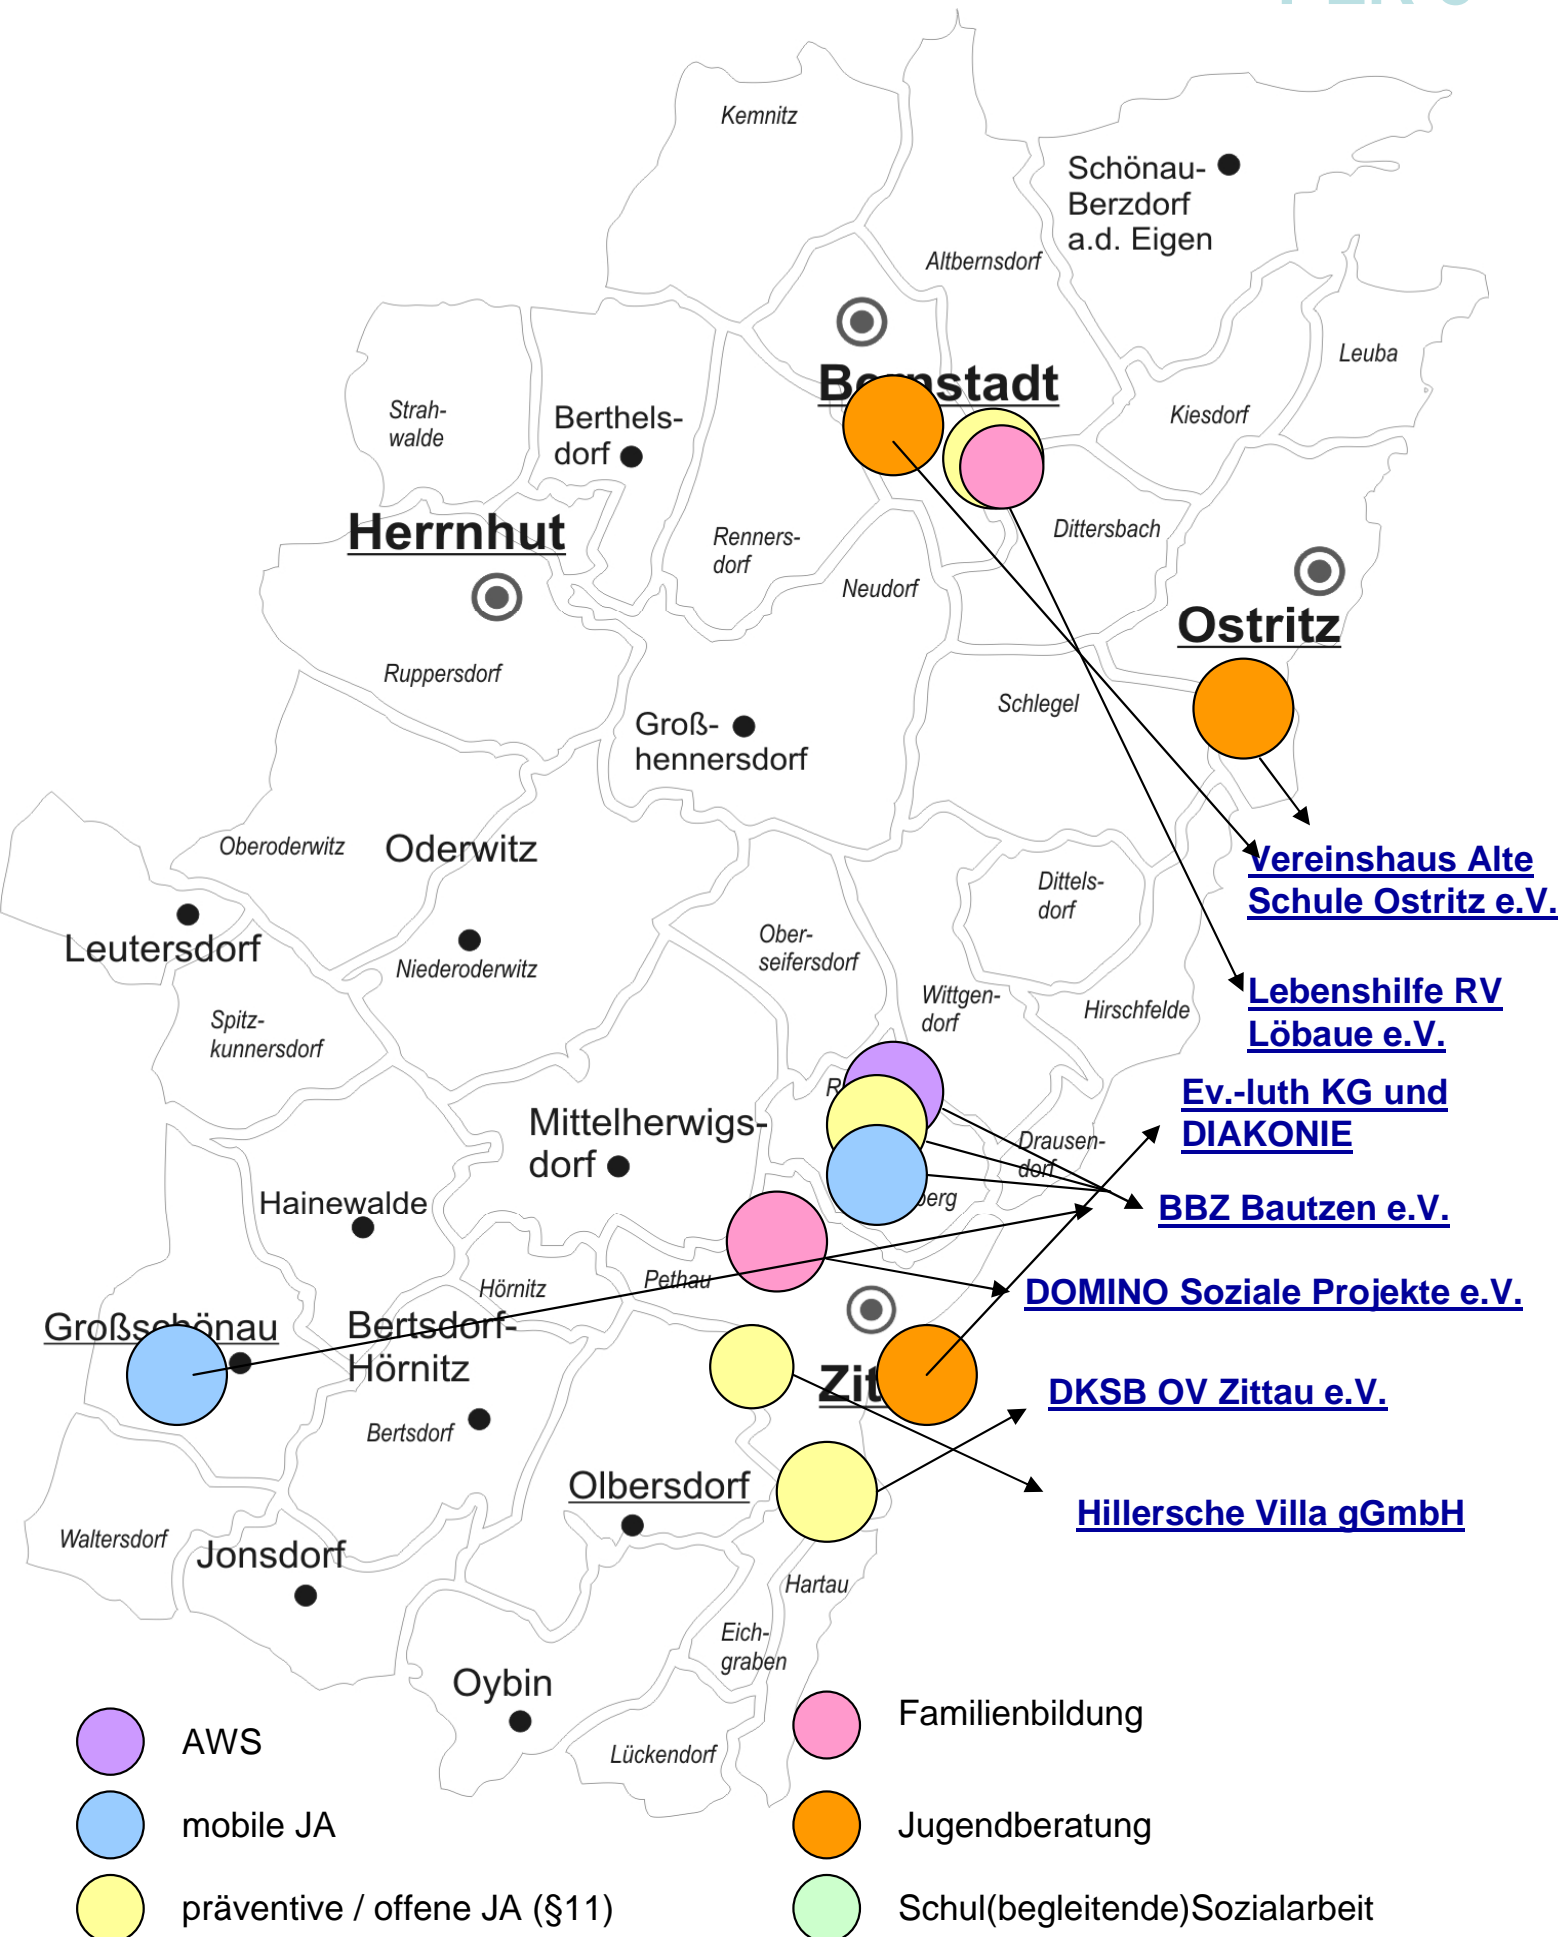 Kemnitz
Schönau-
Berzdorf
a.d. Eigen
Altbernsdorf
Leuba
Bernstadt
Kiesdorf
Strah-
walde
Berthels-
dorf
Herrnhut
Renners-
dorf
Dittersbach
Neudorf
Ostritz
Ruppersdorf
Schlegel
Groß-
hennersdorf
Oberoderwitz
Oderwitz
Vereinshaus Alte
Schule Ostritz e.V.
Dittels-
dorf
Leutersdorf
Niederoderwitz
Ober-
seifersdorf
Wittgen-
dorf
Hirschfelde
Lebenshilfe RV
Löbaue e.V.
Spitz-
kunnersdorf
Ev.-luth KG und
DIAKONIE
Mittelherwigs-
dorf
Drausen-
dorf
berg
Hainewalde
BBZ Bautzen e.V.
Hörnitz
Pethau
DOMINO Soziale Projekte e.V.
Großschönau
Bertsdorf-
Hörnitz
Zit
DKSB OV Zittau e.V.
Bertsdorf
Olbersdorf
Hillersche Villa gGmbH
Waltersdorf
Jonsdorf
Hartau
Eich-
graben
Oybin
Lückendorf
AWS
Familienbildung
mobile JA
Jugendberatung
präventive / offene JA (§11)
Schul(begleitende)Sozialarbeit